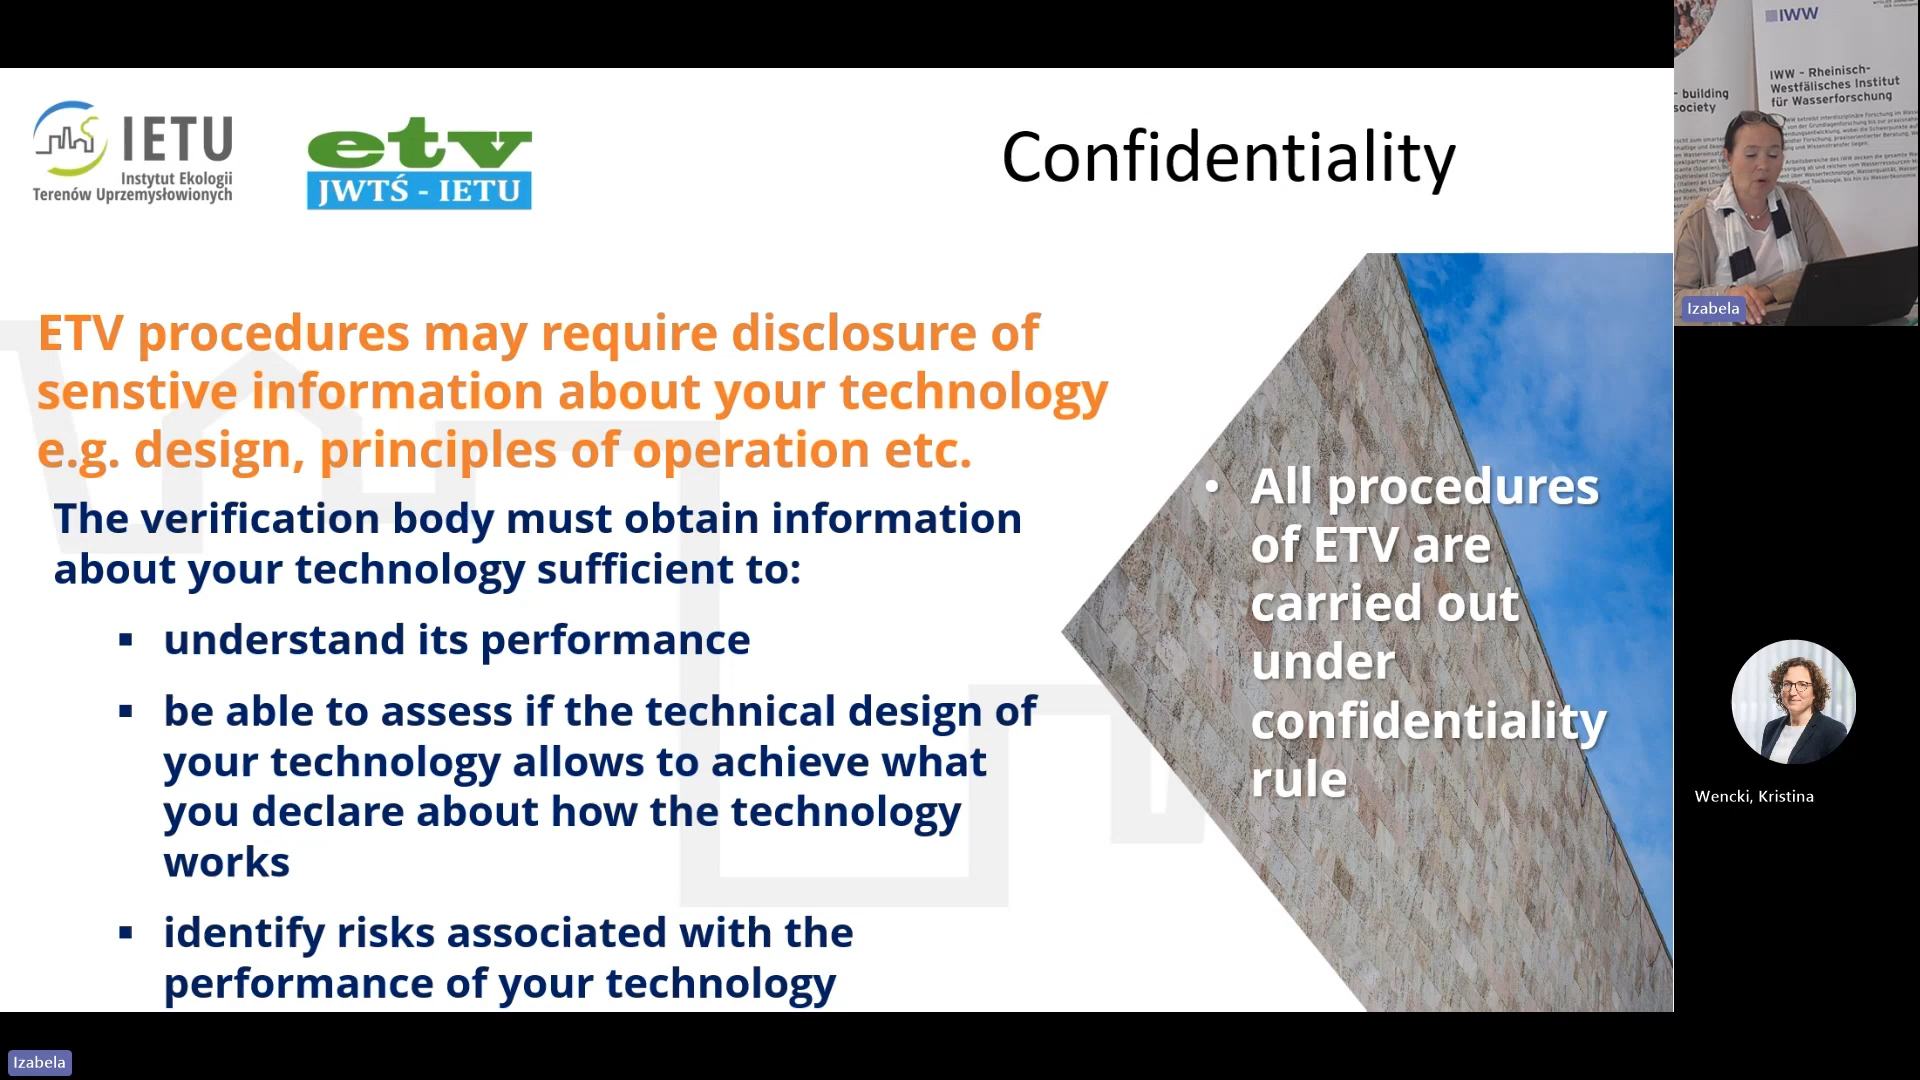 IETU
Instytut Ekologii
Terenów Uprzemysłowionych
etv
JWTŚ - IETU
Confidentiality
ETV procedures may require disclosure of
senstive information about your technology
e.g. design, principles of operation etc.
The verification body must obtain information
about your technology sufficient to:
▪ understand its performance
▪ be able to assess if the technical design of
your technology allows to achieve what
you declare about how the technology
works
▪ identify risks associated with the
performance of your technology
• All procedures
of ETV are
carried out
under
confidentiality
rule
IWW
IWW - Rheinisch-
Westfälisches Institut
für Wasserforschung
- building
society
Izabela
Wencki, Kristina
Izabela